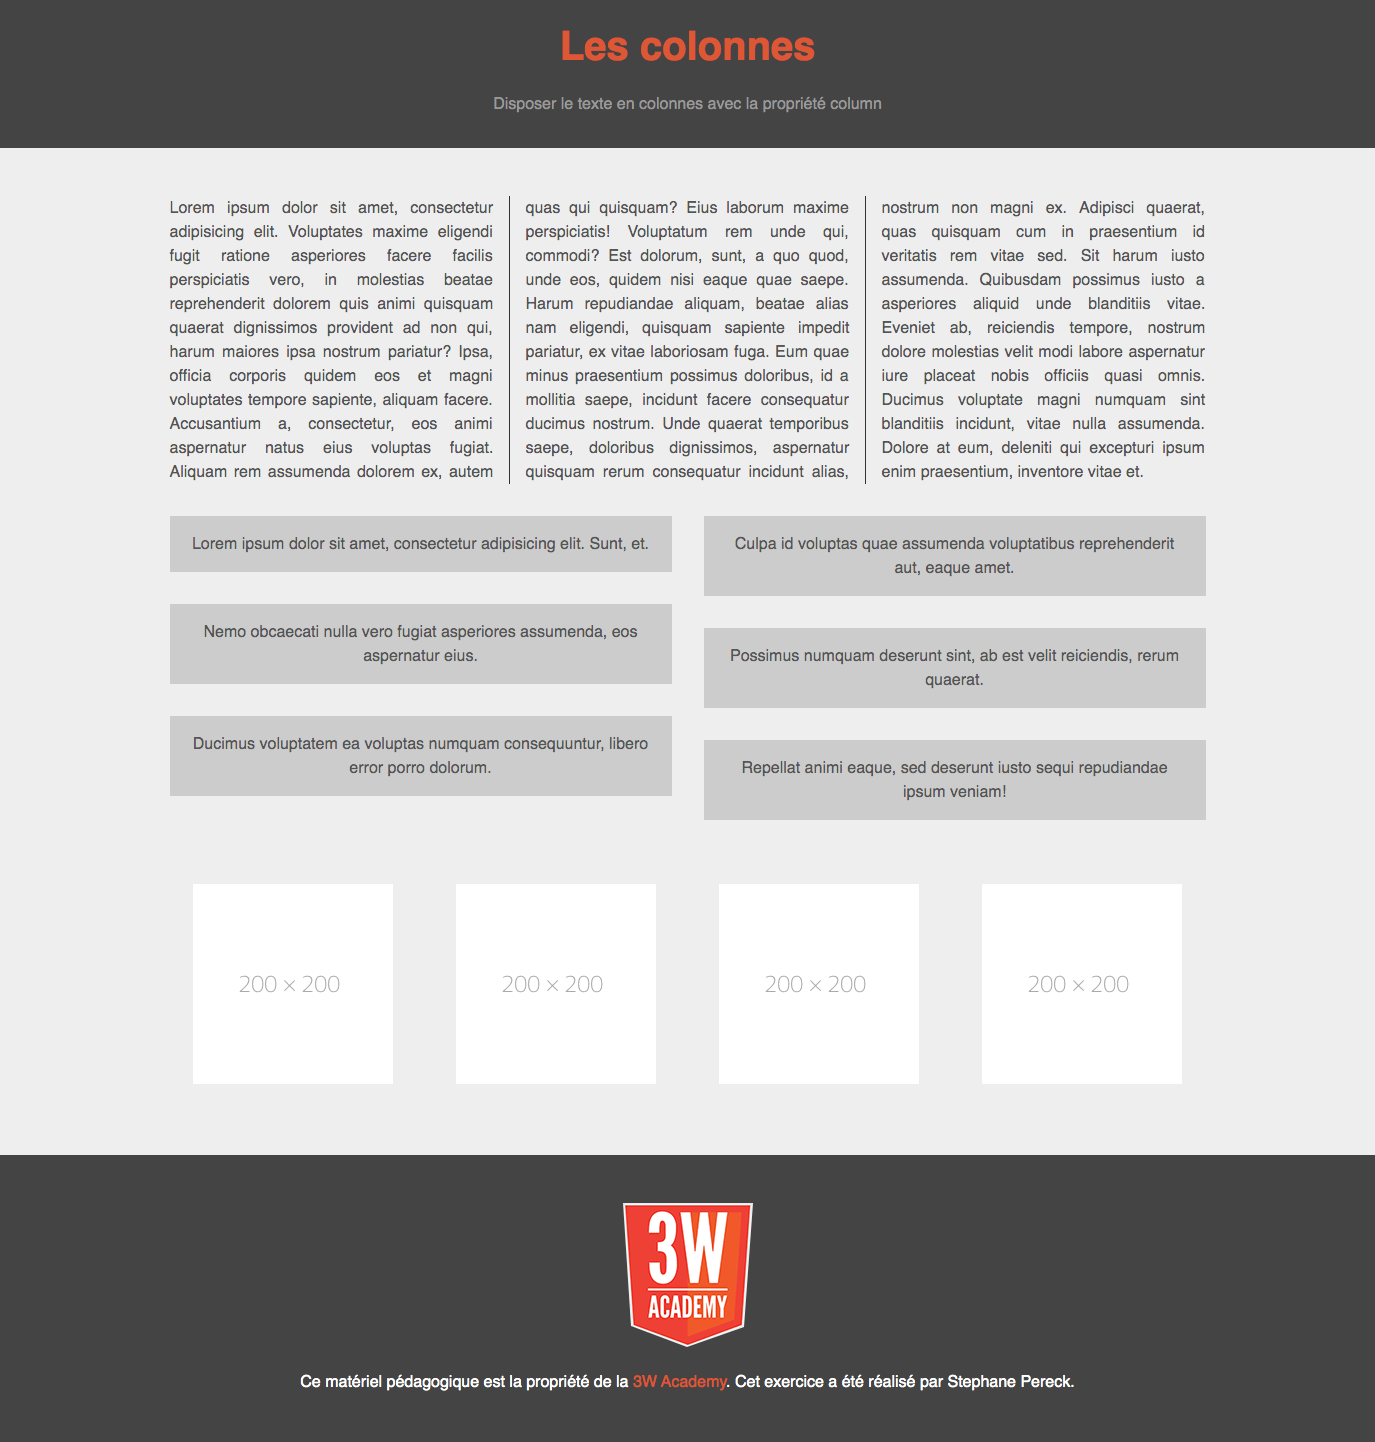 Les colonnes
Disposer le texte en colonnes avec la propriété column
Lorem ipsum dolor sit amet, consectetur
adipisicing elit. Voluptates maxime eligendi
fugit ratione asperiores facere facilis
perspiciatis vero, in molestias beatae
reprehenderit dolorem quis animi quisquam
quaerat dignissimos provident ad non qui,
harum maiores ipsa nostrum pariatur? Ipsa,
officia corporis quidem eos et magni
voluptates tempore sapiente, aliquam facere.
Accusantium a, consectetur, eos animi
aspernatur natus eius voluptas fugiat.
Aliquam rem assumenda dolorem ex, autem
quas qui quisquam? Eius laborum maxime
perspiciatis! Voluptatum rem unde qui,
commodi? Est dolorum, sunt, a quo quod,
unde eos, quidem nisi eaque quae saepe.
Harum repudiandae aliquam, beatae alias
nam eligendi, quisquam sapiente impedit
pariatur, ex vitae laboriosam fuga. Eum quae
minus praesentium possimus doloribus, id a
mollitia saepe, incidunt facere consequatur
ducimus nostrum. Unde quaerat temporibus
saepe, doloribus dignissimos, aspernatur
quisquam rerum consequatur incidunt alias,
nostrum non magni ex. Adipisci quaerat,
quas quisquam cum in praesentium id
veritatis rem vitae sed. Sit harum iusto
assumenda. Quibusdam possimus iusto a
asperiores aliquid unde blanditiis vitae.
Eveniet ab, reiciendis tempore, nostrum
dolore molestias velit modi labore aspernatur
iure placeat nobis officiis quasi omnis.
Ducimus voluptate magni numquam sint
blanditiis incidunt, vitae nulla assumenda.
Dolore at eum, deleniti qui excepturi ipsum
enim praesentium, inventore vitae et.
Lorem ipsum dolor sit amet, consectetur adipisicing elit. Sunt, et.
Nemo obcaecati nulla vero fugiat asperiores assumenda, eos
aspernatur eius.
Ducimus voluptatem ea voluptas numquam consequuntur, libero
error porro dolorum.
Culpa id voluptas quae assumenda voluptatibus reprehenderit
aut, eaque amet.
Possimus numquam deserunt sint, ab est velit reiciendis, rerum
quaerat.
Repellat animi eaque, sed deserunt iusto sequi repudiandae
ipsum veniam!
200 × 200
200 × 200
200 × 200
200 × 200
3W
ACADEMY
Ce matériel pédagogique est la propriété de la 3W Academy. Cet exercice a été réalisé par Stephane Pereck.